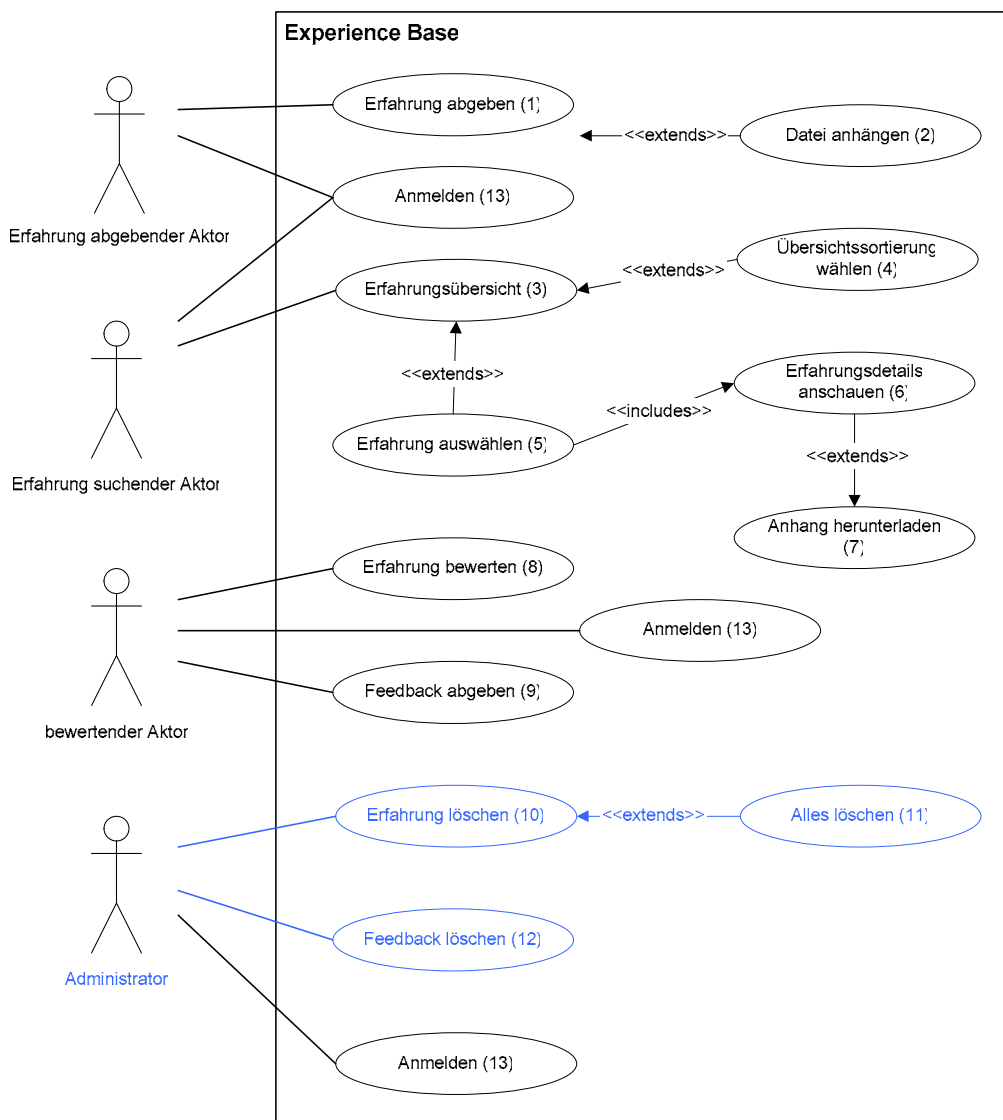 Experience Base
Erfahrung abgeben (1)
<<extends>>
Datei anhängen (2)
Anmelden (13)
Erfahrung abgebender Aktor
Übersichtssortierung
wählen (4)
<<extends>>
Erfahrungsübersicht (3)
<<extends>>
Erfahrungsdetails
anschauen (6)
<<includes>>
Erfahrung auswählen (5)
<<extends>>
Erfahrung suchender Aktor
Anhang herunterladen
(7)
Erfahrung bewerten (8)
Anmelden (13)
Feedback abgeben (9)
bewertender Aktor
Erfahrung löschen (10)
<<extends>>
Alles löschen (11)
Feedback löschen (12)
Administrator
Anmelden (13)